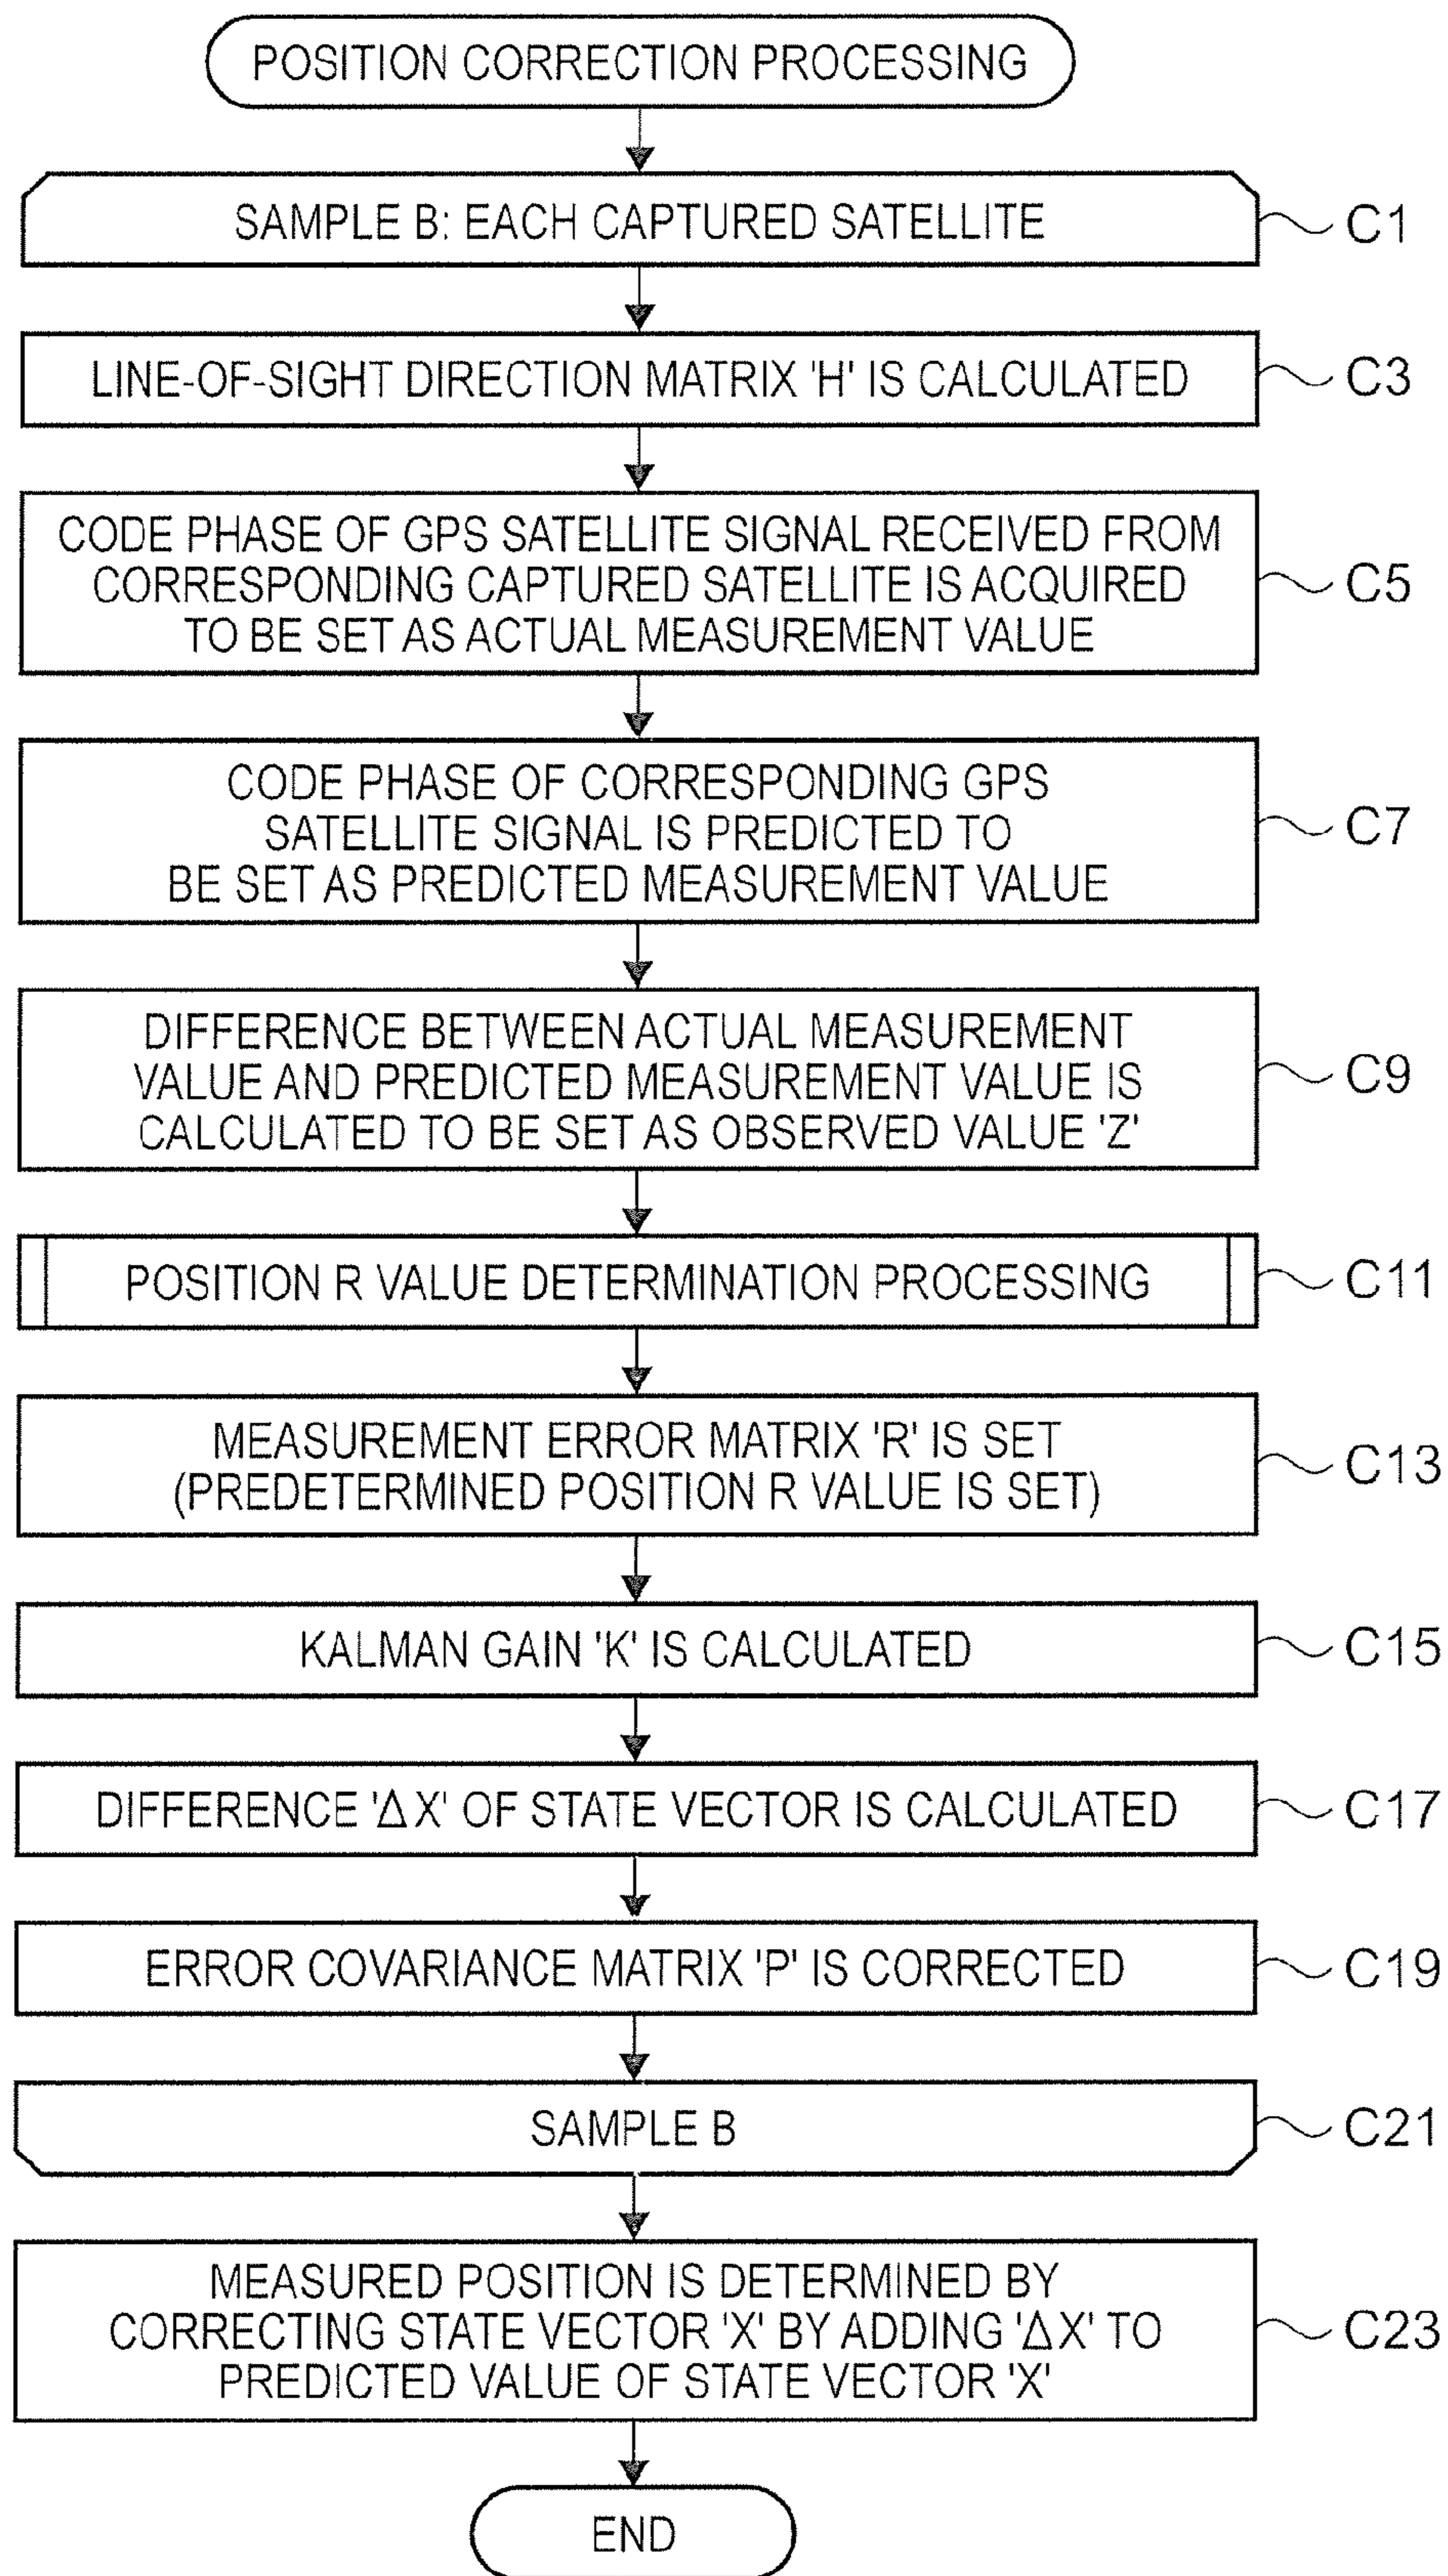 POSITION CORRECTION PROCESSING
SAMPLE B: EACH CAPTURED SATELLITE
C1
LINE-OF-SIGHT DIRECTION MATRIX 'H' IS CALCULATED
C3
CODE PHASE OF GPS SATELLITE SIGNAL RECEIVED FROM
CORRESPONDING CAPTURED SATELLITE IS ACQUIRED
TO BE SET AS ACTUAL MEASUREMENT VALUE
C5
CODE PHASE OF CORRESPONDING GPS
SATELLITE SIGNAL IS PREDICTED TO
BE SET AS PREDICTED MEASUREMENT VALUE
C7
DIFFERENCE BETWEEN ACTUAL MEASUREMENT
VALUE AND PREDICTED MEASUREMENT VALUE IS
CALCULATED TO BE SET AS OBSERVED VALUE 'Z'
C9
POSITION R VALUE DETERMINATION PROCESSING
C11
MEASUREMENT ERROR MATRIX 'R' IS SET
(PREDETERMINED POSITION R VALUE IS SET)
C13
KALMAN GAIN 'K' IS CALCULATED
C15
DIFFERENCE 'ΔX' OF STATE VECTOR IS CALCULATED
C17
ERROR COVARIANCE MATRIX 'P' IS CORRECTED
C19
SAMPLE B
C21
MEASURED POSITION IS DETERMINED BY
CORRECTING STATE VECTOR 'X' BY ADDING 'ΔX' TO
PREDICTED VALUE OF STATE VECTOR 'X'
C23
END